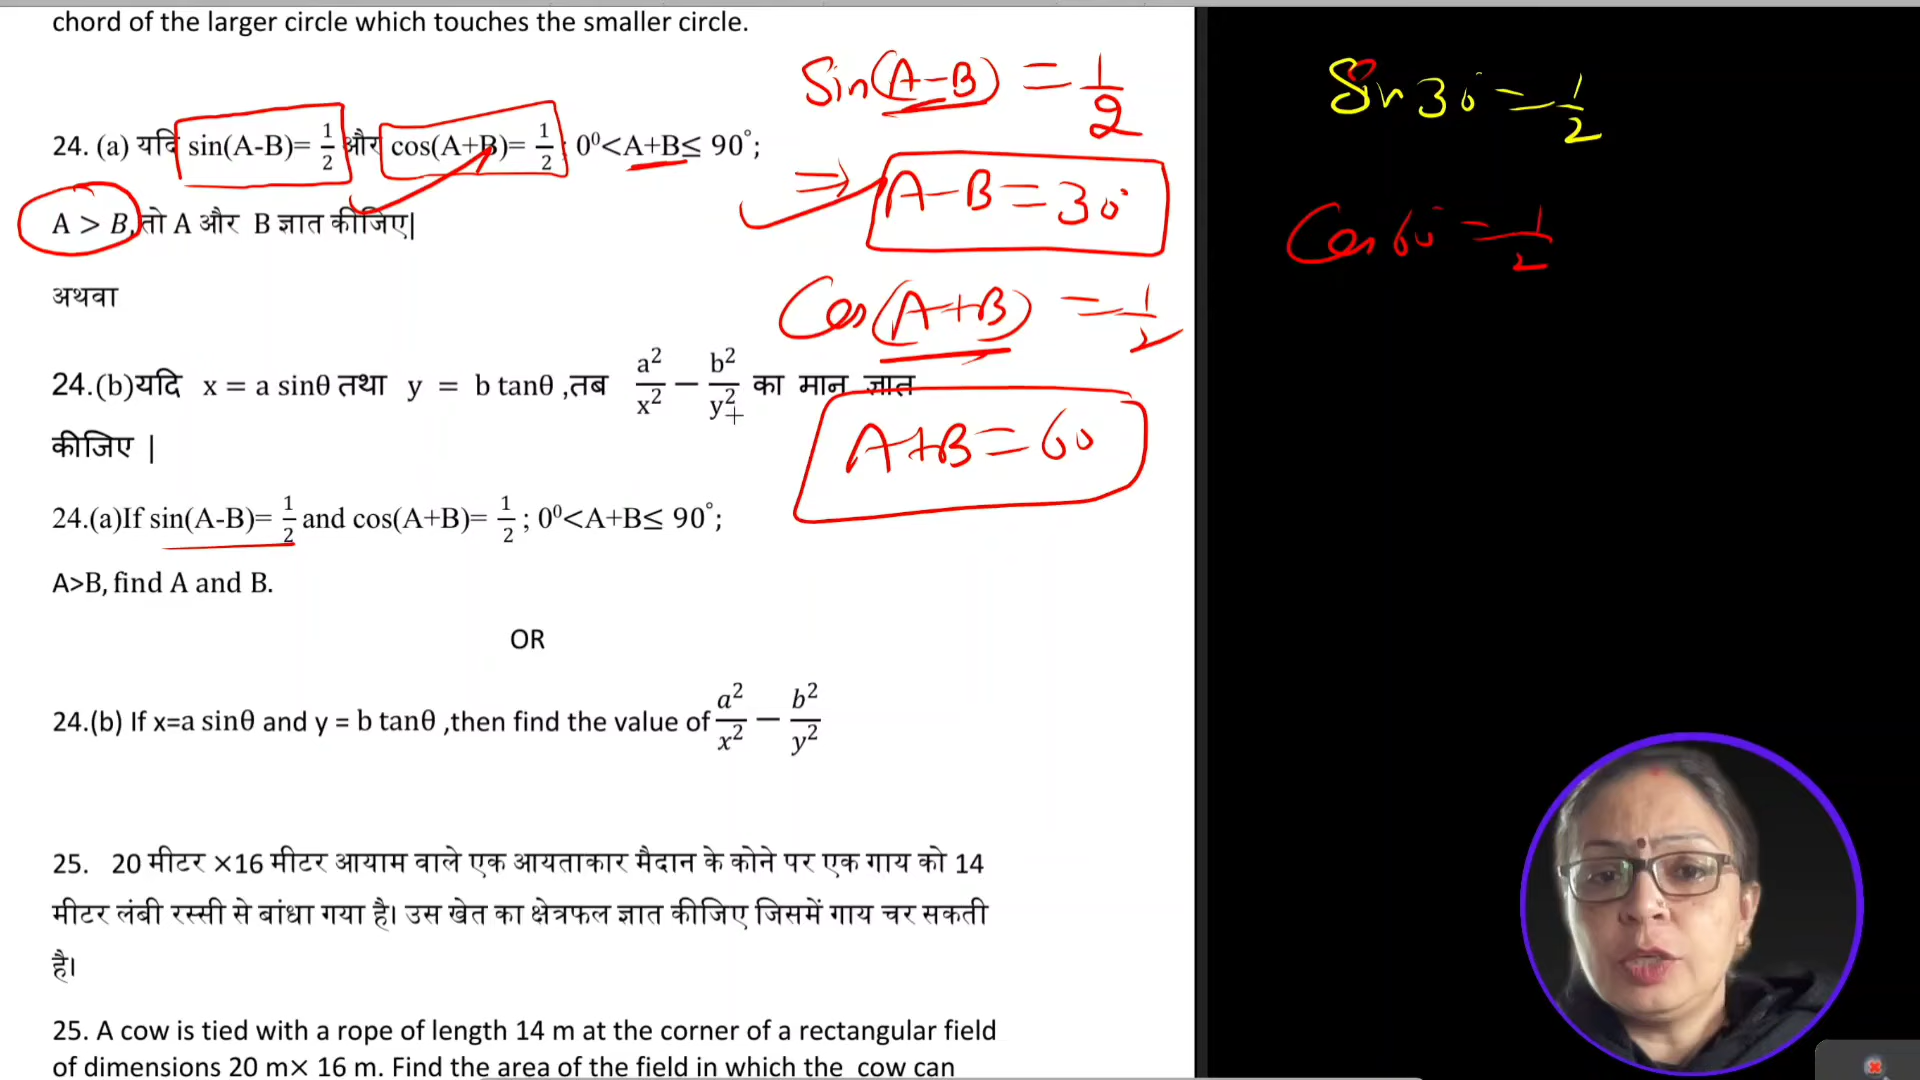 chord of the larger circle which touches the smaller circle.
24. (a) यदि sin(A-B)= 1/2 और cos(A+B)= 1/2 ; 0⁰<A+B≤ 90°;
A > B, तो A और B ज्ञात कीजिए|
अथवा
24.(b)यदि x = a sinθ तथा y = b tanθ ,तब a²/x² − b²/y² का मान ज्ञात
कीजिए |
24.(a)If sin(A-B)= 1/2 and cos(A+B)= 1/2 ; 0⁰<A+B≤ 90°;
A>B, find A and B.
OR
24.(b) If x=a sinθ and y = b tanθ ,then find the value of a²/x² − b²/y²
25. 20 मीटर ×16 मीटर आयाम वाले एक आयताकार मैदान के कोने पर एक गाय को 14
मीटर लंबी रस्सी से बांधा गया है। उस खेत का क्षेत्रफल ज्ञात कीजिए जिसमें गाय चर सकती
है।
25. A cow is tied with a rope of length 14 m at the corner of a rectangular field
of dimensions 20 m× 16 m. Find the area of the field in which the cow can
Sin(A−B) = 1/2
⇒ A−B = 30°
Cos(A+B) = 1/2
A+B = 60
Sin 30° = 1/2
Cos 60° = 1/2